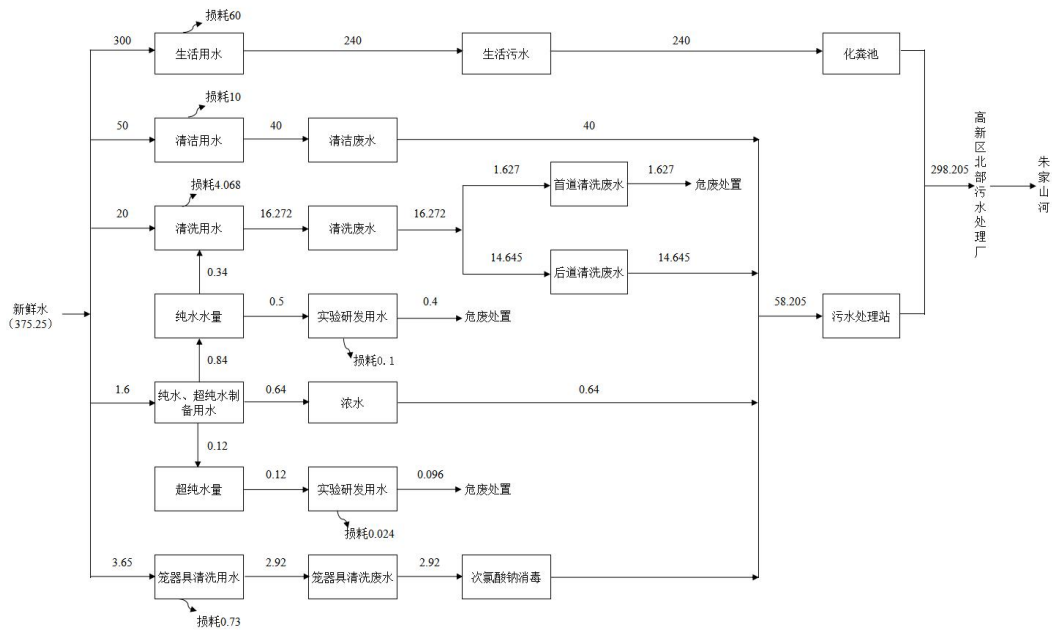 损耗60
300
生活用水
240
生活污水
240
化粪池
损耗10
50
清洁用水
40
清洁废水
40
损耗4.068
20
清洗用水
16.272
清洗废水
16.272
1.627
首道清洗废水
1.627
危废处置
14.645
后道清洗废水
14.645
0.34
新鲜水
（375.25）
纯水水量
0.5
实验研发用水
0.4
危废处置
损耗0.1
0.84
1.6
纯水、超纯水制
备用水
0.64
浓水
0.64
0.12
超纯水量
0.12
实验研发用水
0.096
危废处置
损耗0.024
3.65
笼器具清洗用水
2.92
笼器具清洗废水
2.92
次氯酸钠消毒
损耗0.73
58.205
污水处理站
298.205
高新区北部污水处理厂
朱家山河